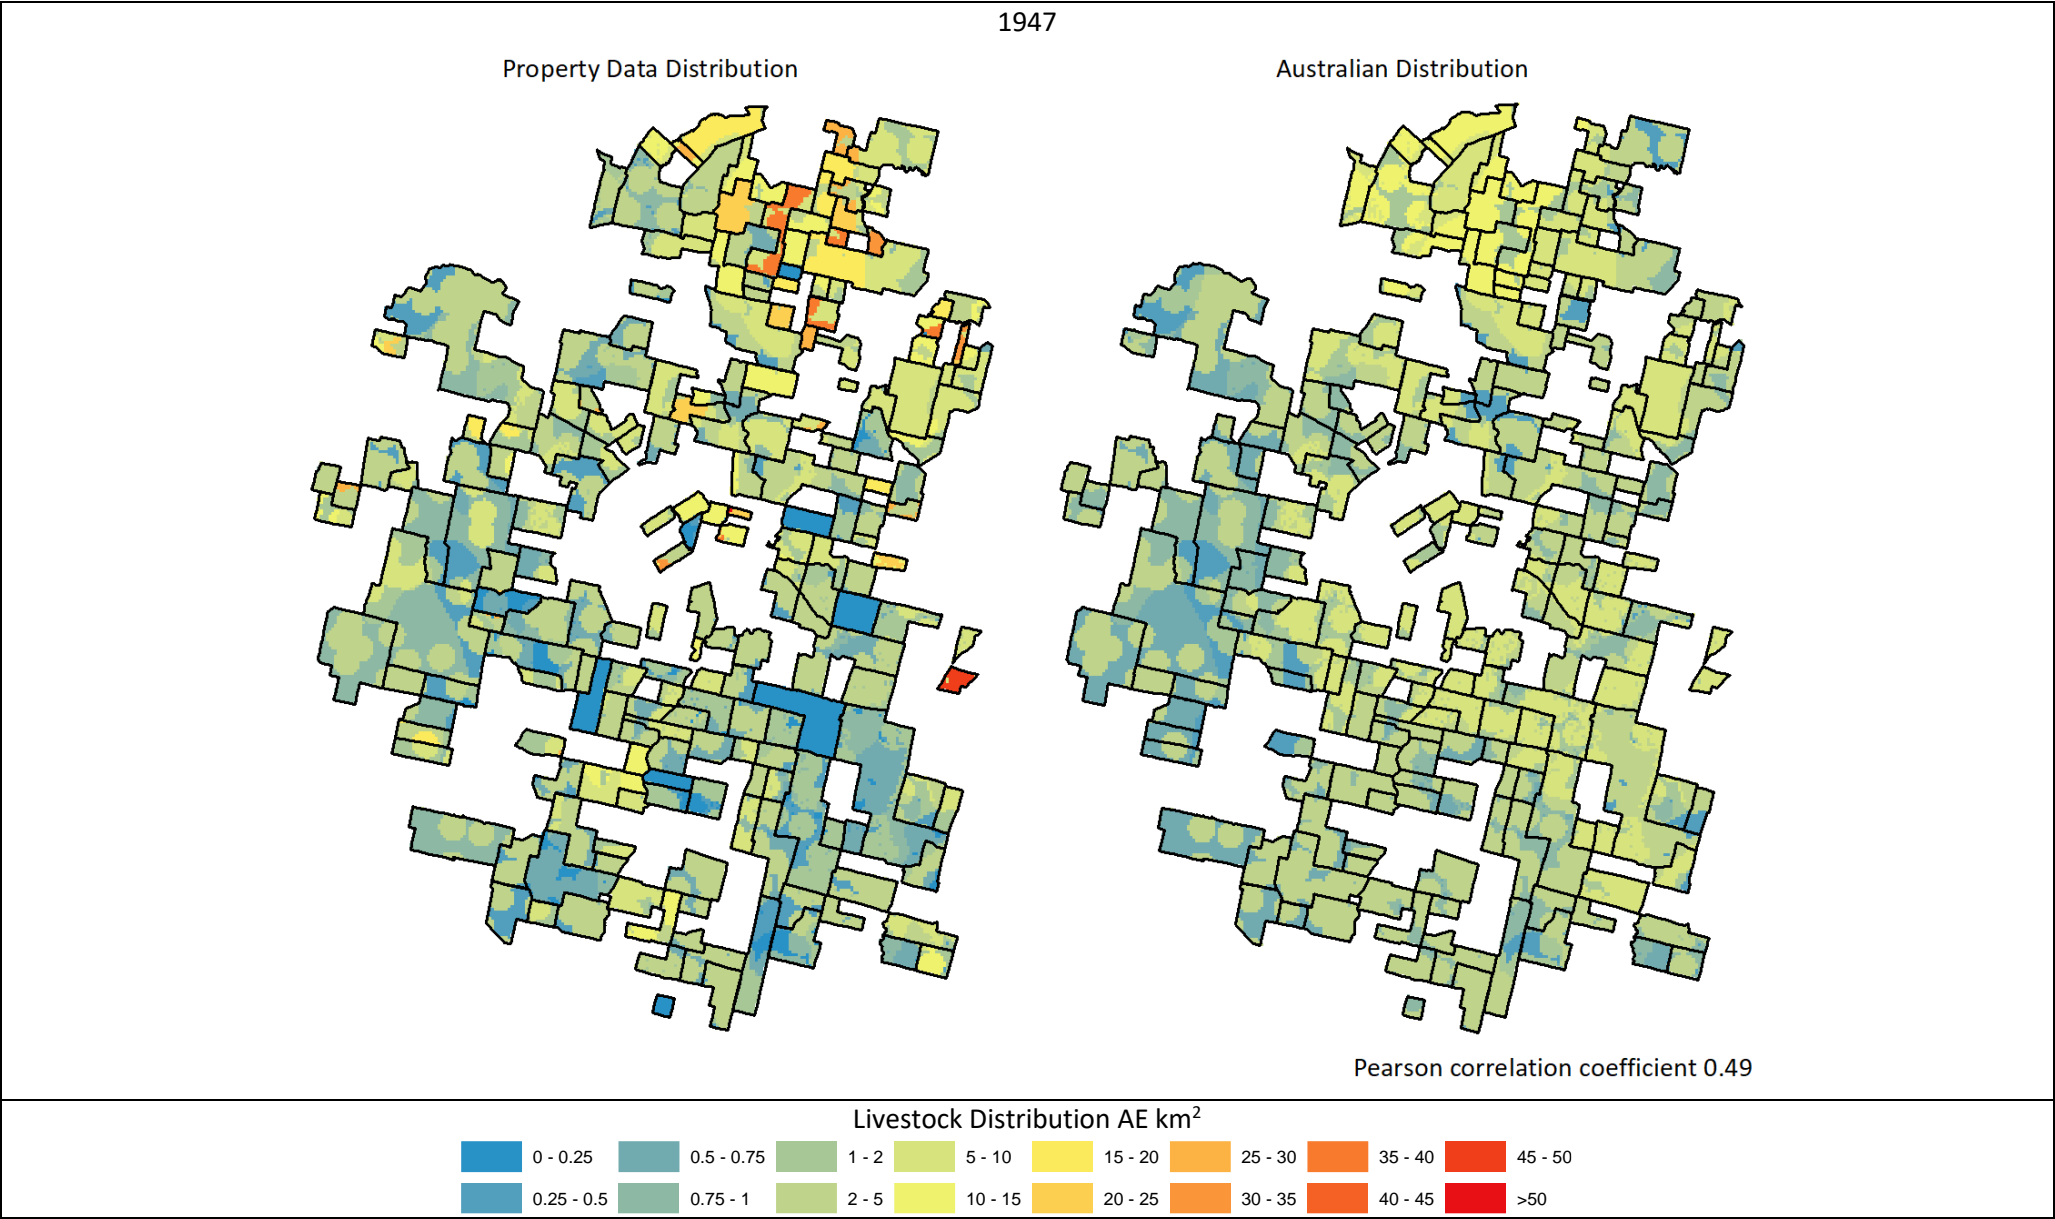 1947
Property Data Distribution
Australian Distribution
Pearson correlation coefficient 0.49
Livestock Distribution AE km²
0 - 0.25
0.5 - 0.75
1 - 2
5 - 10
15 - 20
25 - 30
35 - 40
45 - 50
0.25 - 0.5
0.75 - 1
2 - 5
10 - 15
20 - 25
30 - 35
40 - 45
>50